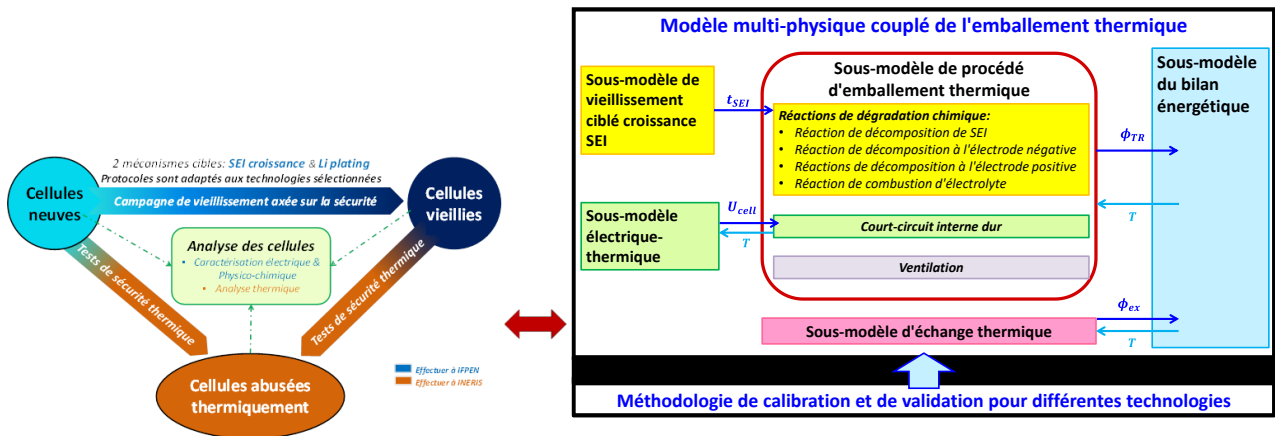 2 mécanismes cibles: SEI croissance & Li plating
Protocoles sont adaptés aux technologies sélectionnées
Cellules
neuves
Campagne de vieillissement axée sur la sécurité
Cellules
vieillies
Analyse des cellules
• Caractérisation électrique &
Physico-chimique
• Analyse thermique
Tests de sécurité thermique
Tests de sécurité thermique
Cellules abusées
thermiquement
Effectuer à IFPEN
Effectuer à INERIS
Modèle multi-physique couplé de l'emballement thermique
Sous-modèle de
vieillissement
ciblé croissance
SEI
t_SEI
Sous-modèle de procédé
d'emballement thermique
Réactions de dégradation chimique:
• Réaction de décomposition de SEI
• Réaction de décomposition à l'électrode négative
• Réactions de décomposition à l'électrode positive
• Réaction de combustion d'électrolyte
Sous-modèle
électrique-
thermique
U_cell
T
Court-circuit interne dur
Ventilation
Sous-modèle d'échange thermique
ϕ_TR
T
ϕ_ex
T
Sous-modèle
du bilan
énergétique
Méthodologie de calibration et de validation pour différentes technologies